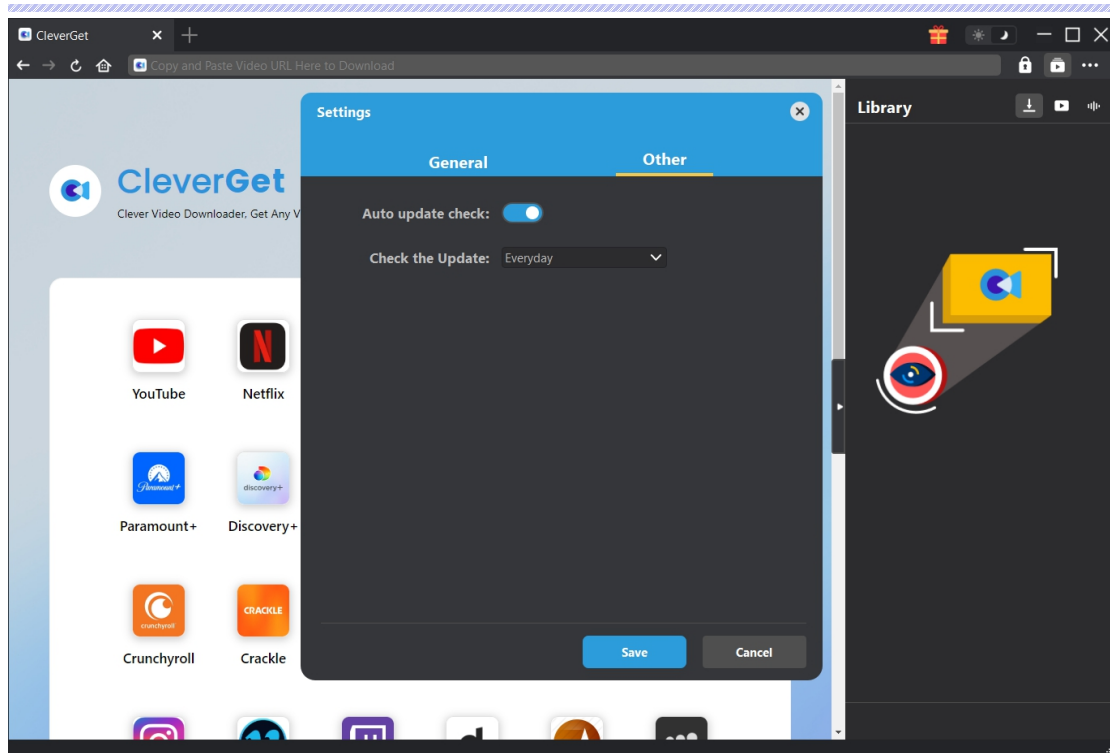 CleverGet
Copy and Paste Video URL Here to Download
Settings
Library
General
Other
CleverGet
Clever Video Downloader. Get Any V
Auto update check:
Check the Update: Everyday
YouTube
Netflix
Paramount+
discovery+
Paramount+
Discovery+
crunchyroll
CRACKLE
Crunchyroll
Crackle
Save
Cancel